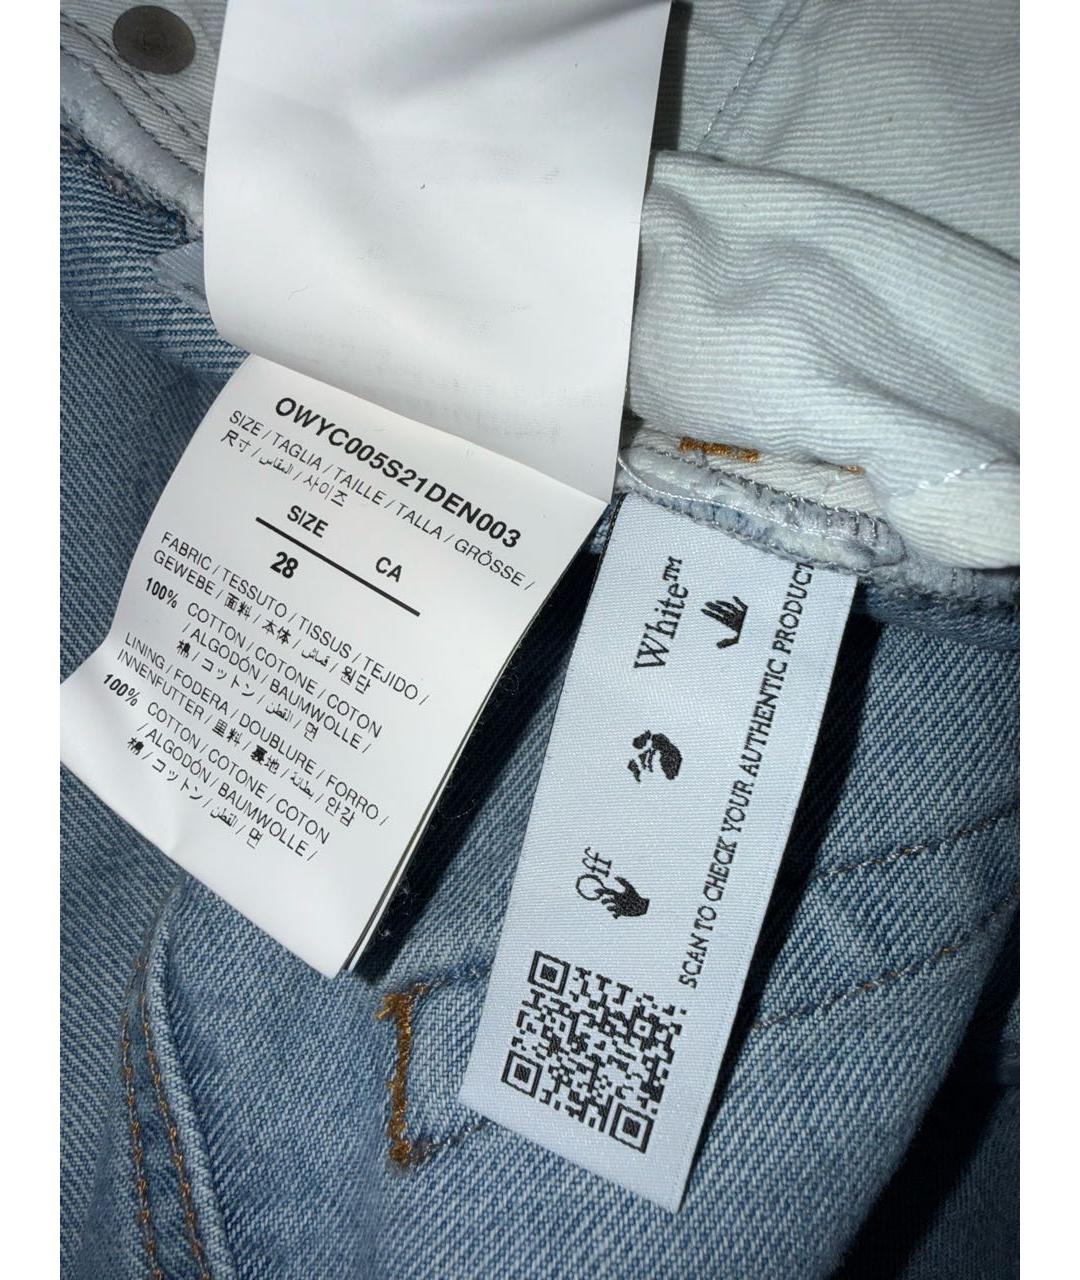 OWYC005S21DEN003
SIZE / TAGLIA / TAILLE / TALLA / GRÖSSE /
尺寸 / المقاس / 사이즈
SIZE CA
28
FABRIC / TESSUTO / TISSUS / TEJIDO /
GEWEBE / 面料 / 本体 / قماش / 원단
100% COTTON / COTONE / COTON
/ ALGODÓN / BAUMWOLLE /
棉 / コットン / القطن / 면
LINING / FODERA / DOUBLURE / FORRO /
INNENFUTTER / 里料 / 裏地 / بطانة / 안감
100% COTTON / COTONE / COTON
/ ALGODÓN / BAUMWOLLE /
棉 / コットン / القطن / 면
Off White™
SCAN TO CHECK YOUR AUTHENTIC PRODUCT